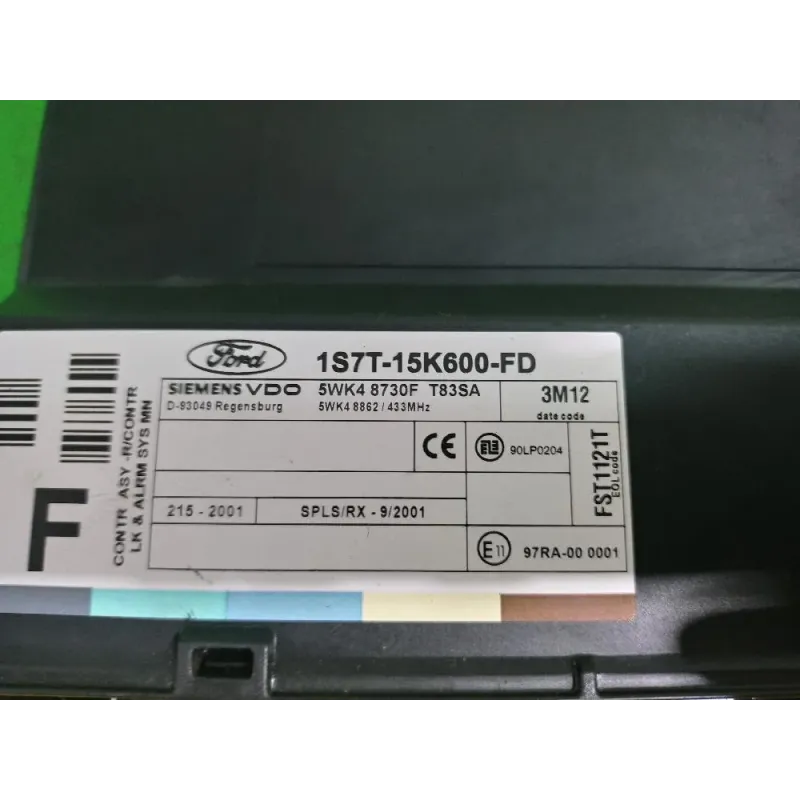 Ford
1S7T-15K600-FD
SIEMENS VDO 5WK4 8730F T83SA
D-93049 Regensburg 5WK4 8862 / 433MHz
3M12
date code
CE
90LP0204
FST1121T
EOL code
215 - 2001
SPLS/RX - 9/2001
E11
97RA-00 0001
F
CONTR ASY -R/CONTR
LK & ALRM SYS MN